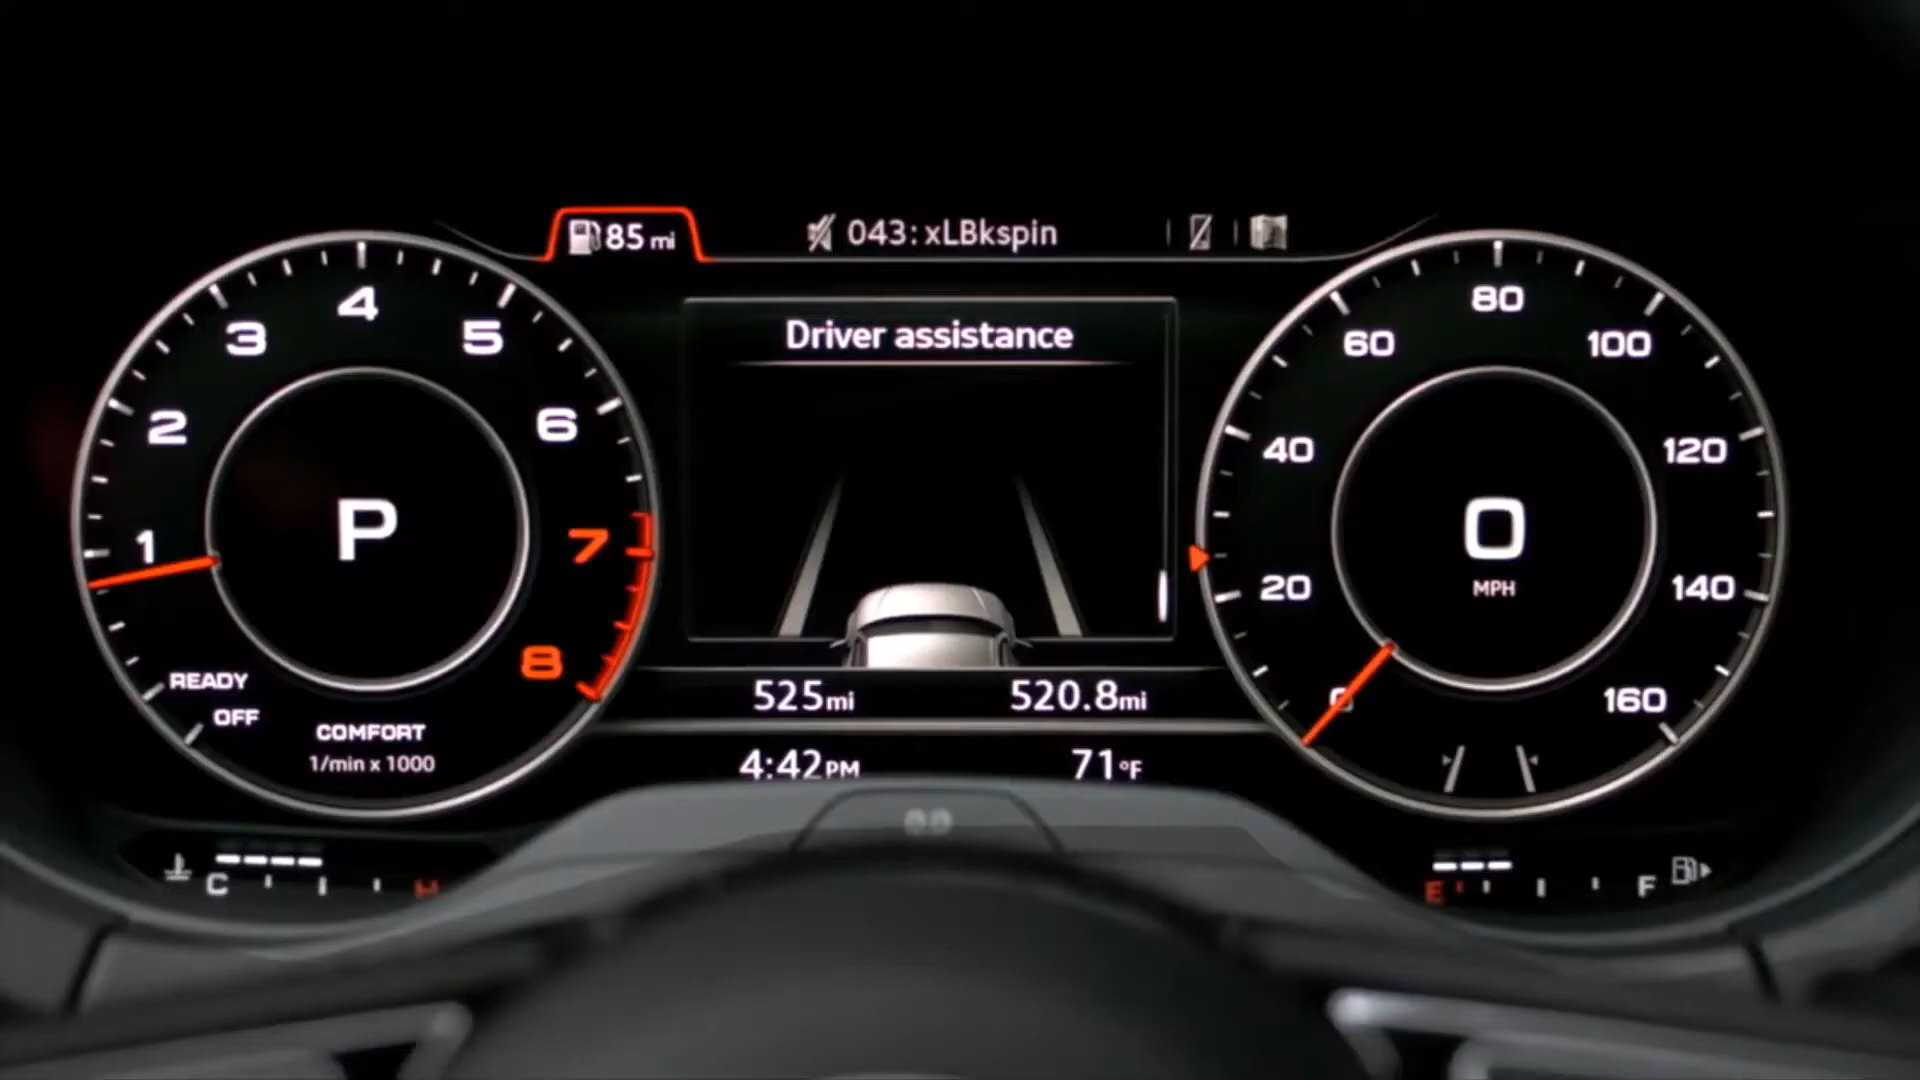 85 mi
043: xLBkspin
Driver assistance
1
2
3
4
5
6
7
8
P
READY
OFF
COMFORT
1/min x 1000
525mi
520.8mi
4:42PM
71°F
0
20
40
60
80
100
120
140
160
0
MPH
C
H
E
F